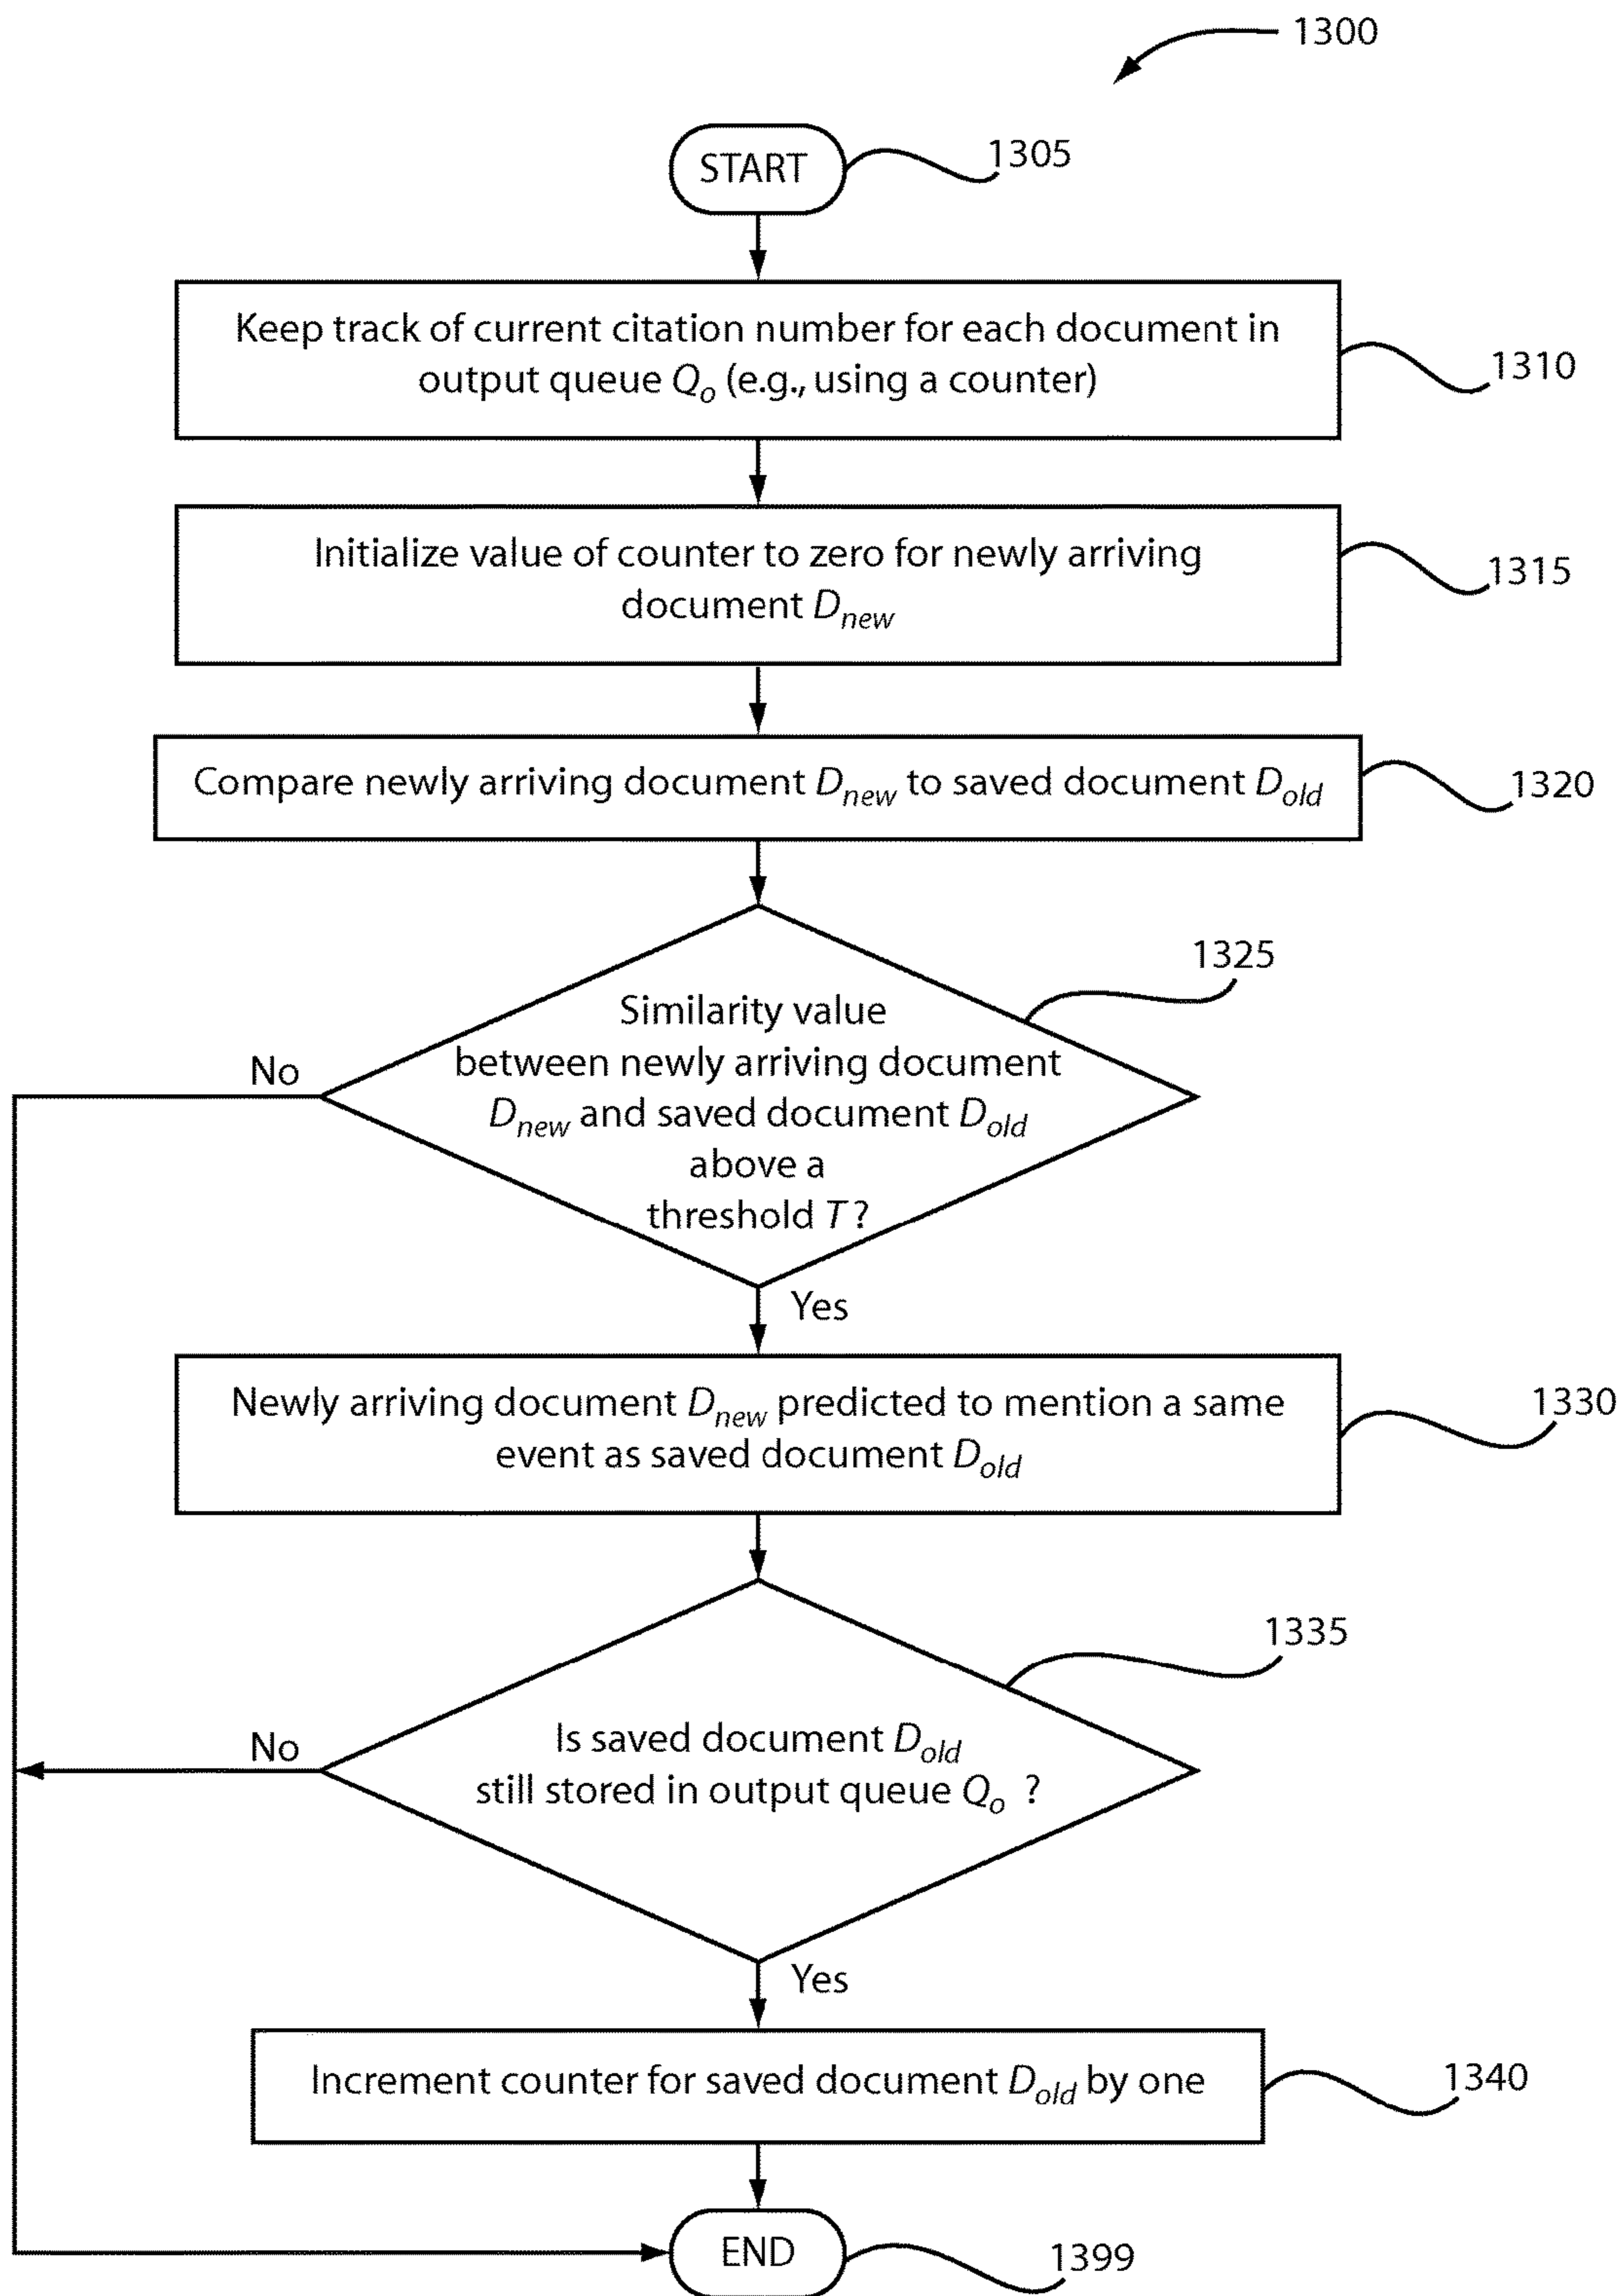 1300
START
1305
Keep track of current citation number for each document in
output queue Qo (e.g., using a counter)
1310
Initialize value of counter to zero for newly arriving
document Dnew
1315
Compare newly arriving document Dnew to saved document Dold
1320
1325
Similarity value
between newly arriving document
Dnew and saved document Dold
above a
threshold T?
No
Yes
Newly arriving document Dnew predicted to mention a same
event as saved document Dold
1330
1335
Is saved document Dold
still stored in output queue Qo ?
No
Yes
Increment counter for saved document Dold by one
1340
END
1399